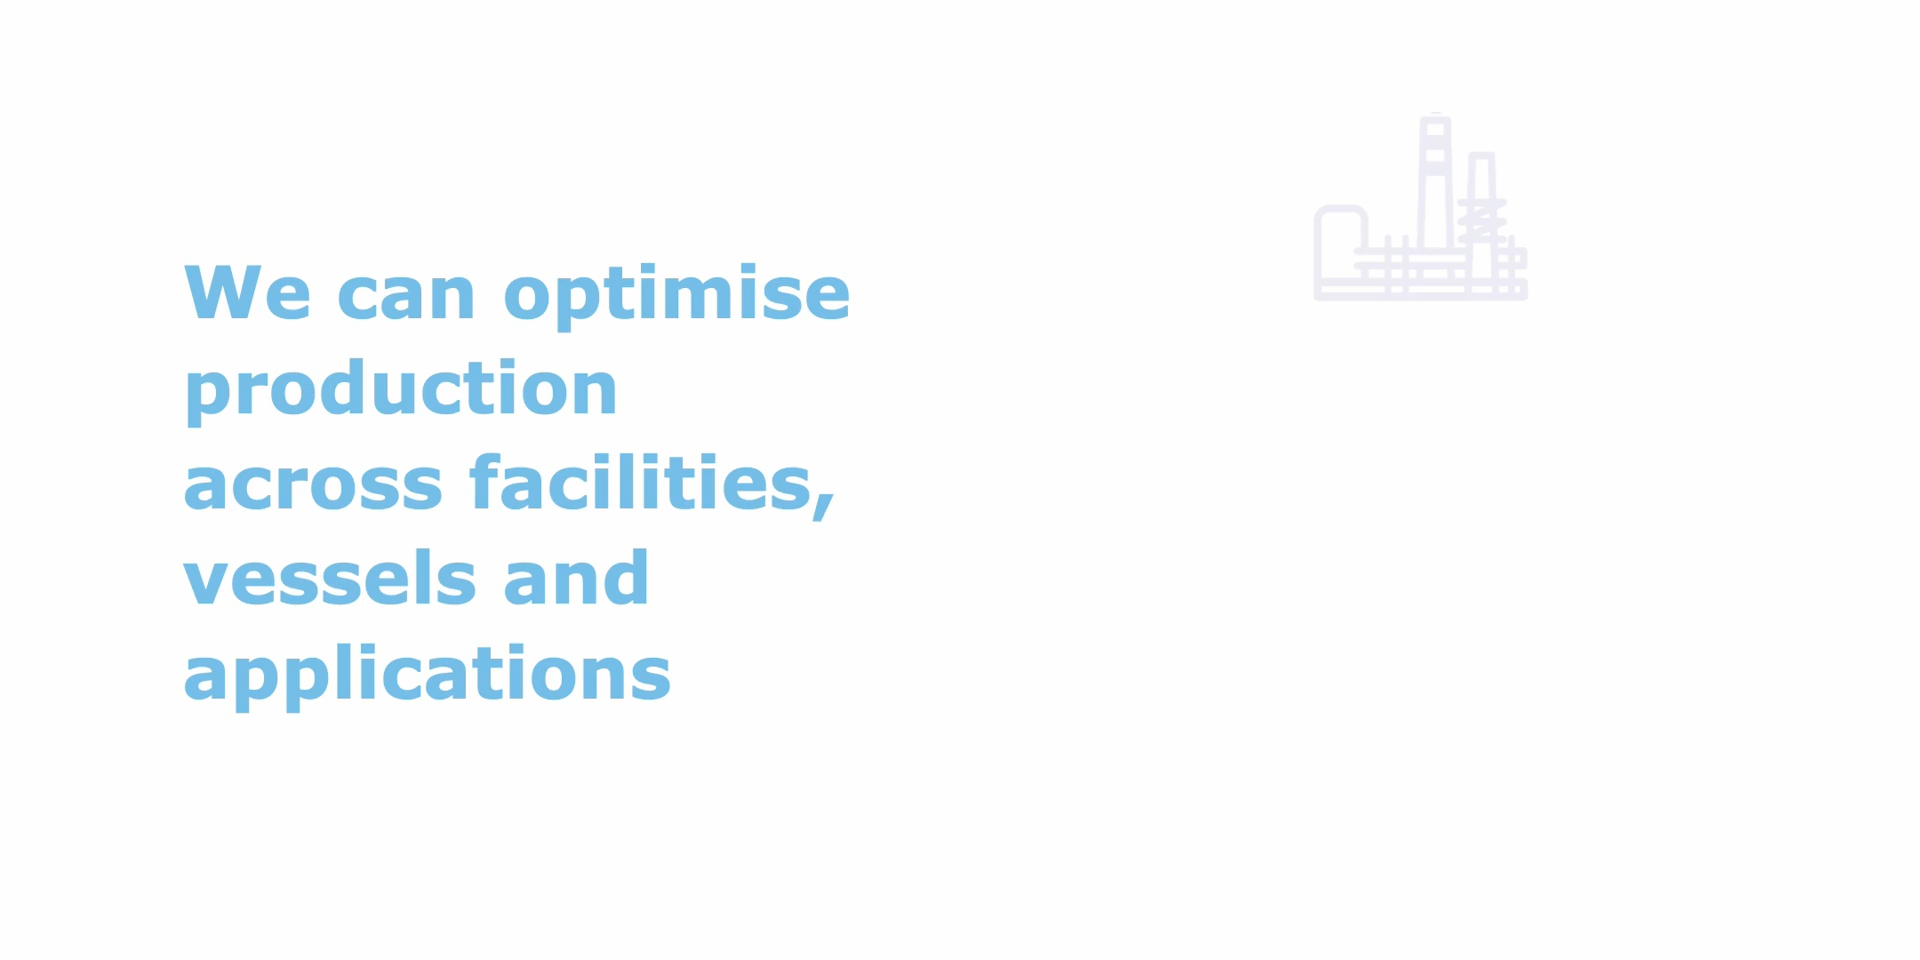 We can optimise
production
across facilities,
vessels and
applications